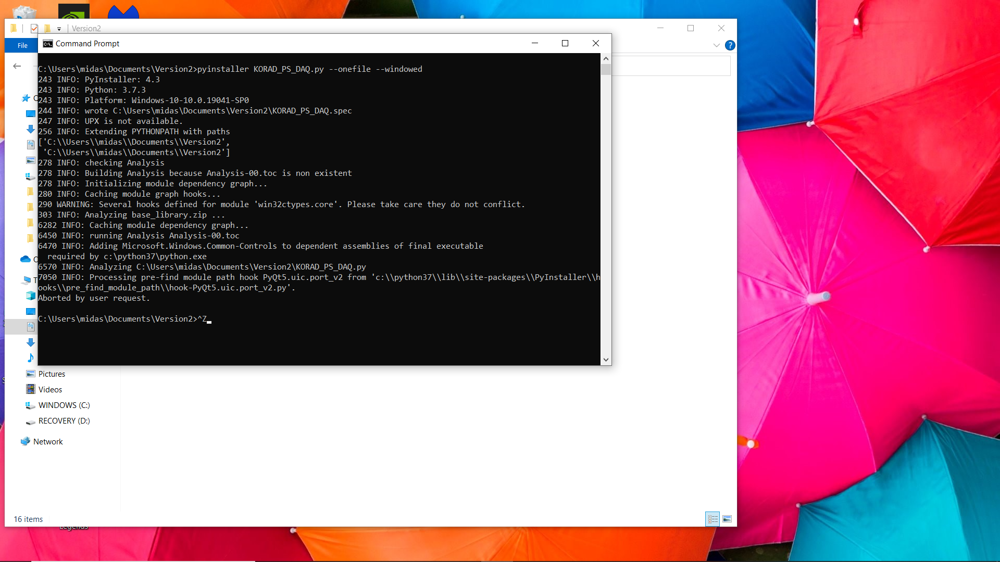 Version2
File
Command Prompt
C:\Users\midas\Documents\Version2>pyinstaller KORAD_PS_DAQ.py --onefile --windowed
243 INFO: PyInstaller: 4.3
243 INFO: Python: 3.7.3
243 INFO: Platform: Windows-10-10.0.19041-SP0
244 INFO: wrote C:\Users\midas\Documents\Version2\KORAD_PS_DAQ.spec
247 INFO: UPX is not available.
256 INFO: Extending PYTHONPATH with paths
['C:\\Users\\midas\\Documents\\Version2',
 'C:\\Users\\midas\\Documents\\Version2']
278 INFO: checking Analysis
278 INFO: Building Analysis because Analysis-00.toc is non existent
278 INFO: Initializing module dependency graph...
280 INFO: Caching module graph hooks...
290 WARNING: Several hooks defined for module 'win32ctypes.core'. Please take care they do not conflict.
303 INFO: Analyzing base_library.zip ...
6282 INFO: Caching module dependency graph...
6450 INFO: running Analysis Analysis-00.toc
6470 INFO: Adding Microsoft.Windows.Common-Controls to dependent assemblies of final executable
  required by c:\python37\python.exe
6570 INFO: Analyzing C:\Users\midas\Documents\Version2\KORAD_PS_DAQ.py
7050 INFO: Processing pre-find module path hook PyQt5.uic.port_v2 from 'c:\\python37\\lib\\site-packages\\PyInstaller\\h
ooks\\pre_find_module_path\\hook-PyQt5.uic.port_v2.py'.
Aborted by user request.
C:\Users\midas\Documents\Version2>^Z
Pictures
Videos
WINDOWS (C:)
RECOVERY (D:)
Network
16 items
Legends